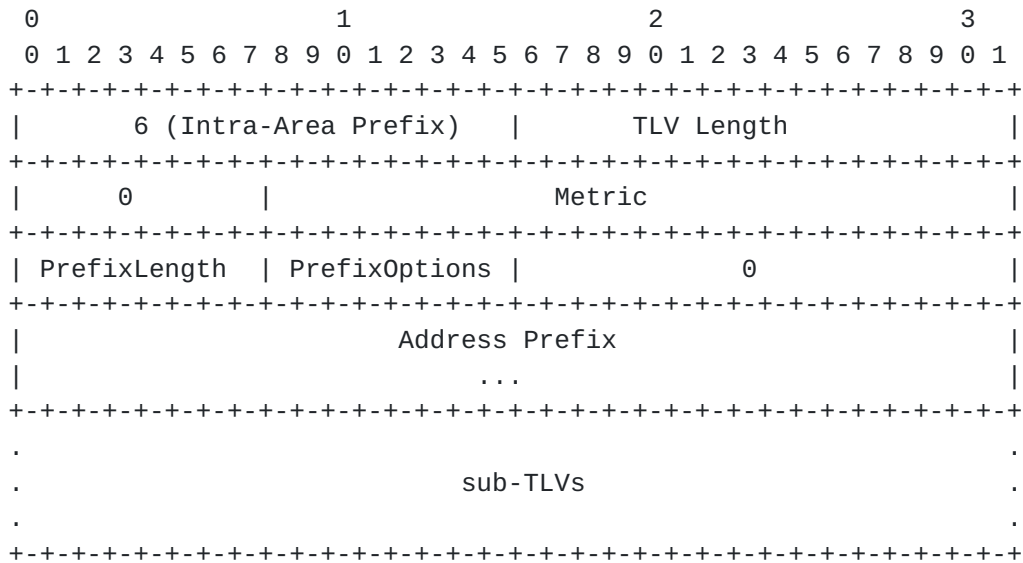 0                   1                   2                   3
 0 1 2 3 4 5 6 7 8 9 0 1 2 3 4 5 6 7 8 9 0 1 2 3 4 5 6 7 8 9 0 1
+-+-+-+-+-+-+-+-+-+-+-+-+-+-+-+-+-+-+-+-+-+-+-+-+-+-+-+-+-+-+-+-+
|       6 (Intra-Area Prefix)   |       TLV Length              |
+-+-+-+-+-+-+-+-+-+-+-+-+-+-+-+-+-+-+-+-+-+-+-+-+-+-+-+-+-+-+-+-+
|      0        |                  Metric                       |
+-+-+-+-+-+-+-+-+-+-+-+-+-+-+-+-+-+-+-+-+-+-+-+-+-+-+-+-+-+-+-+-+
| PrefixLength  | PrefixOptions |              0                |
+-+-+-+-+-+-+-+-+-+-+-+-+-+-+-+-+-+-+-+-+-+-+-+-+-+-+-+-+-+-+-+-+
|                        Address Prefix                         |
|                             ...                               |
+-+-+-+-+-+-+-+-+-+-+-+-+-+-+-+-+-+-+-+-+-+-+-+-+-+-+-+-+-+-+-+-+
.                                                               .
.                            sub-TLVs                           .
.                                                               .
+-+-+-+-+-+-+-+-+-+-+-+-+-+-+-+-+-+-+-+-+-+-+-+-+-+-+-+-+-+-+-+-+